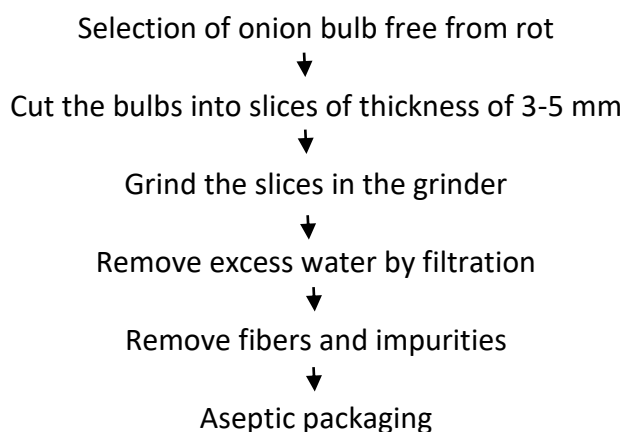 Selection of onion bulb free from rot
Cut the bulbs into slices of thickness of 3-5 mm
Grind the slices in the grinder
Remove excess water by filtration
Remove fibers and impurities
Aseptic packaging